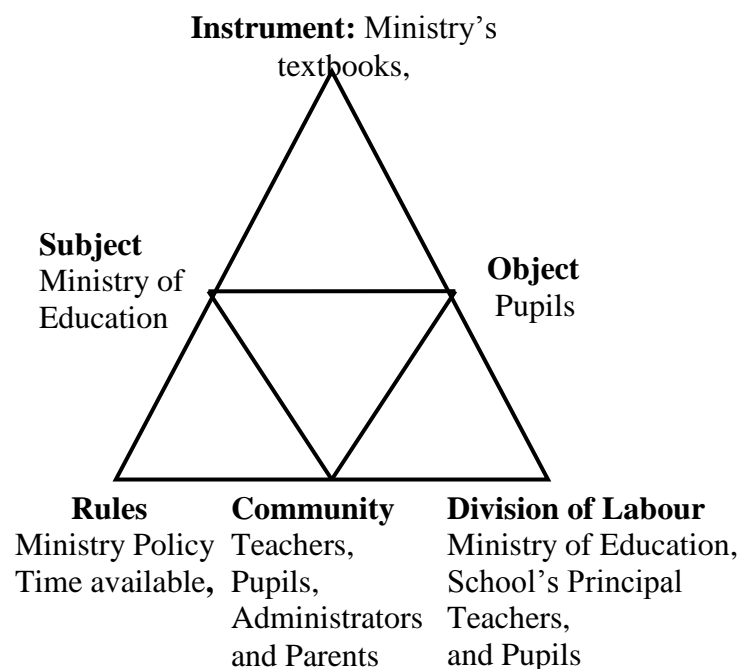 Instrument: Ministry’s
textbooks,
Subject
Ministry of
Education
Object
Pupils
Rules
Ministry Policy
Time available,
Community
Teachers,
Pupils,
Administrators
and Parents
Division of Labour
Ministry of Education,
School’s Principal
Teachers,
and Pupils